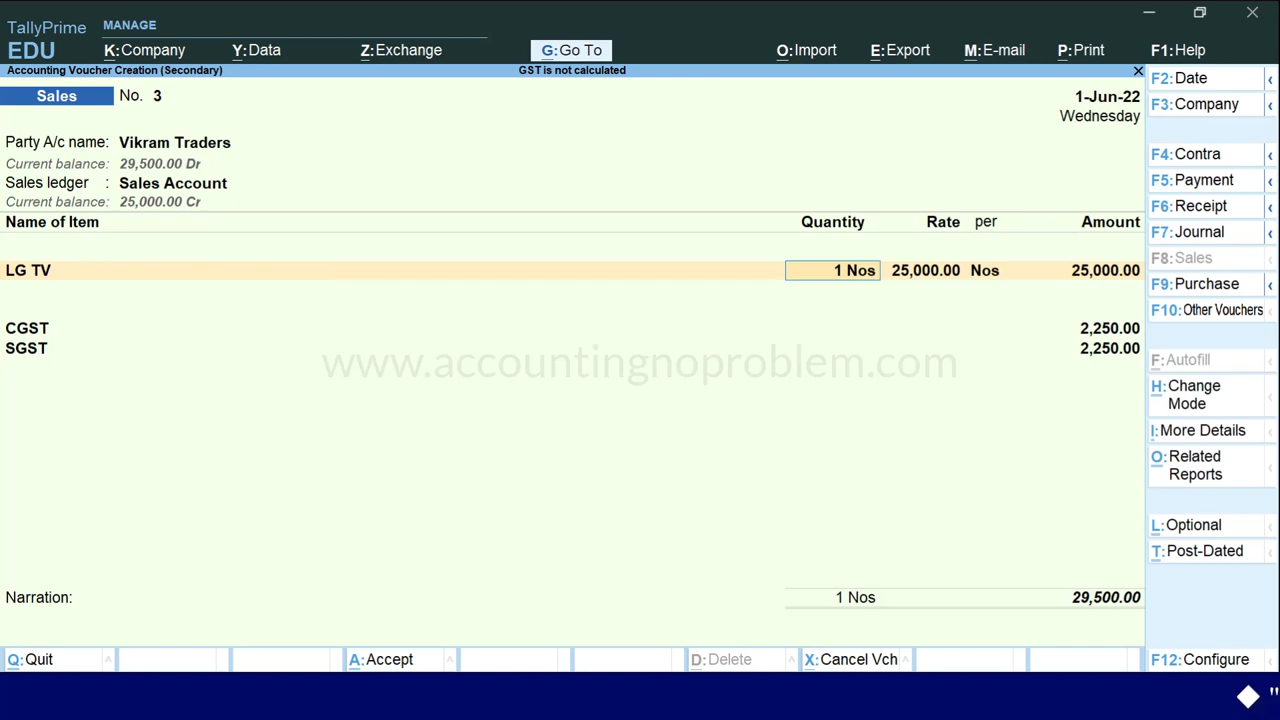 TallyPrime MANAGE
EDU K:Company Y:Data Z:Exchange G:Go To O:Import E:Export M:E-mail P:Print F1:Help
Accounting Voucher Creation (Secondary) GST is not calculated
Sales No. 3 1-Jun-22
Wednesday
Party A/c name: Vikram Traders
Current balance: 29,500.00 Dr
Sales ledger : Sales Account
Current balance: 25,000.00 Cr
Name of Item Quantity Rate per Amount
LG TV 1 Nos 25,000.00 Nos 25,000.00
CGST 2,250.00
SGST 2,250.00
www.accountingnoproblem.com
Narration: 1 Nos 29,500.00
F2:Date
F3:Company
F4:Contra
F5:Payment
F6:Receipt
F7:Journal
F8:Sales
F9:Purchase
F10:Other Vouchers
F:Autofill
H:Change
Mode
I:More Details
O:Related
Reports
L:Optional
T:Post-Dated
Q:Quit A:Accept D:Delete X:Cancel Vch F12:Configure